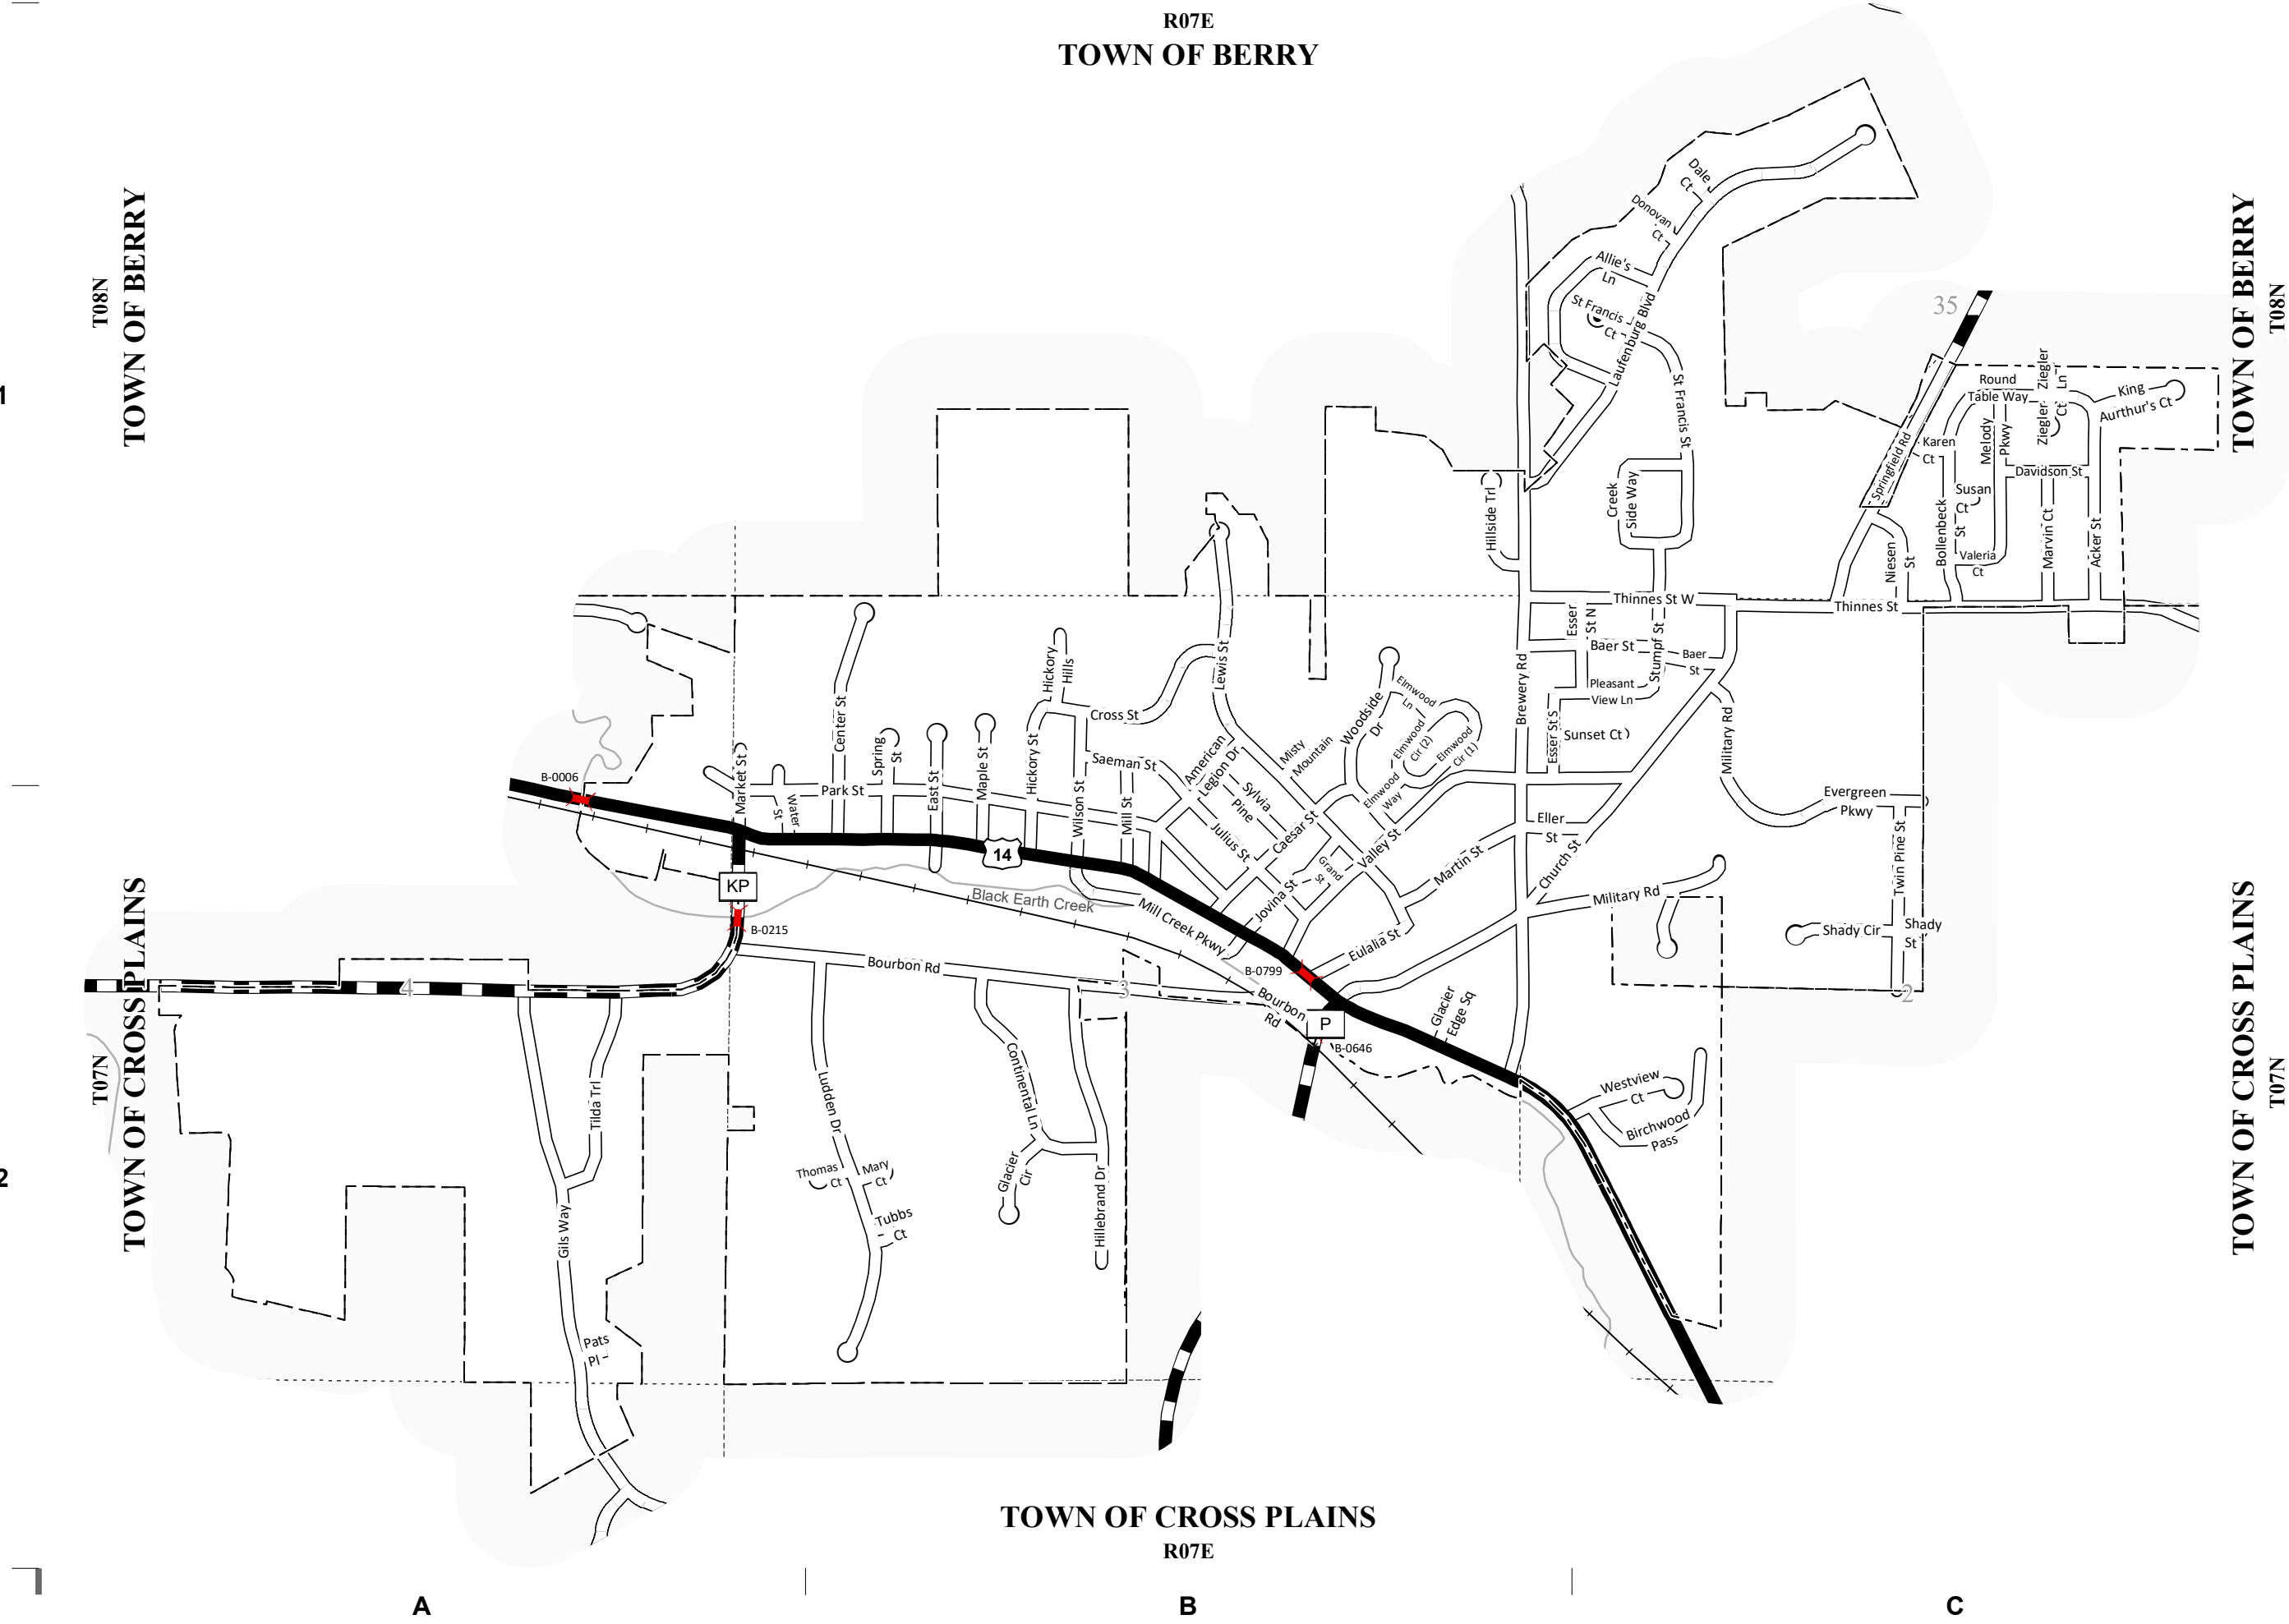 R07E
TOWN OF BERRY
T08N
TOWN OF BERRY
TOWN OF BERRY
T08N
1
2
T07N
TOWN OF CROSS PLAINS
TOWN OF CROSS PLAINS
T07N
Dale
Ct
Donovan
Ct
Allie's
Ln
St Francis
Ct
Laufenburg Blvd
St Francis St
35
Springfield Rd
Round
Table Way
Ziegler
Ln
Ziegler
Ct
King
Aurthur's Ct
Karen
Ct
Melody
Pkwy
Davidson St
Susan
Ct
Bollenbeck
St
Valeria
Ct
Marvin Ct
Acker St
Niesen
St
Creek
Side Way
Hillside Trl
Thinnes St W
Thinnes St
Esser
St N
Baer St
Baer
St
Stumpf St
Pleasant
View Ln
Esser St S
Sunset Ct
Brewery Rd
Military Rd
Evergreen
Pkwy
Twin Pine St
Shady Cir
Shady
St
2
Military Rd
Eller
St
Church St
Martin St
Valley St
Grand
St
Jovina St
Eulalia St
Caesar St
Julius St
Pine
Sylvia
American
Legion Dr
Misty
Mountain
Woodside
Dr
Elmwood
Ln
Elmwood
Cir (2)
Elmwood
Cir (1)
Elmwood
Way
Lewis St
Hickory
Hills
Cross St
Saeman St
Hickory St
Wilson St
Mill St
Maple St
East St
Spring
St
Center St
Park St
Water
St
Market St
B-0006
14
KP
B-0215
Black Earth Creek
Mill Creek Pkwy
B-0799
Bourbon Rd
Bourbon
Rd
P
B-0646
3
4
Glacier
Edge Sq
Westview
Ct
Birchwood
Pass
Continental Ln
Glacier
Cir
Hillebrand Dr
Ludden Dr
Thomas
Ct
Mary
Ct
Tubbs
Ct
Tilda Trl
Gils Way
Pats
Pl
TOWN OF CROSS PLAINS
R07E
A
B
C